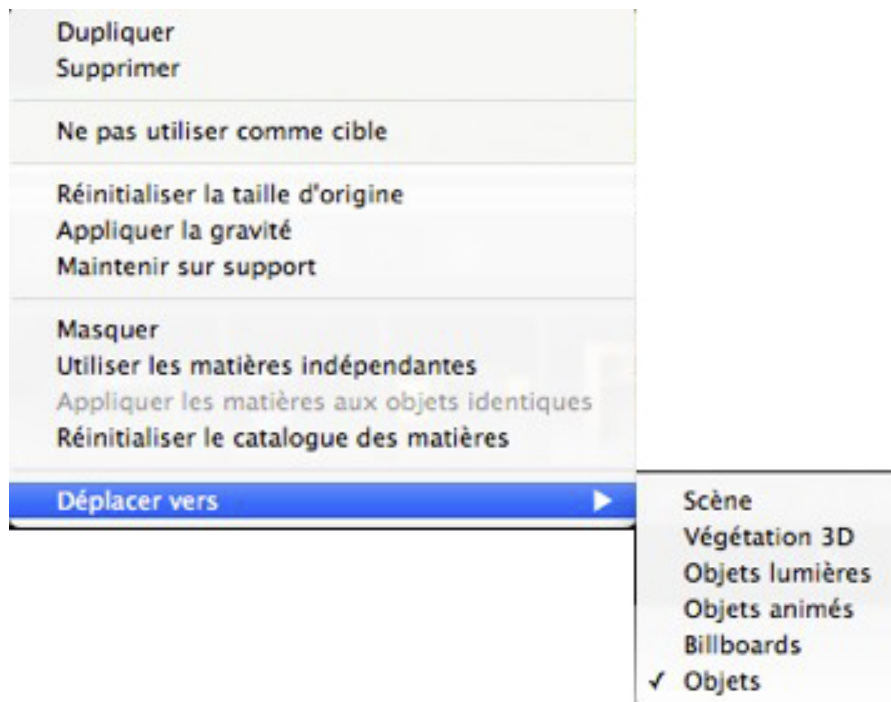 Dupliquer
Supprimer
Ne pas utiliser comme cible
Réinitialiser la taille d'origine
Appliquer la gravité
Maintenir sur support
Masquer
Utiliser les matières indépendantes
Appliquer les matières aux objets identiques
Réinitialiser le catalogue des matières
Déplacer vers
Scène
Végétation 3D
Objets lumières
Objets animés
Billboards
✓ Objets